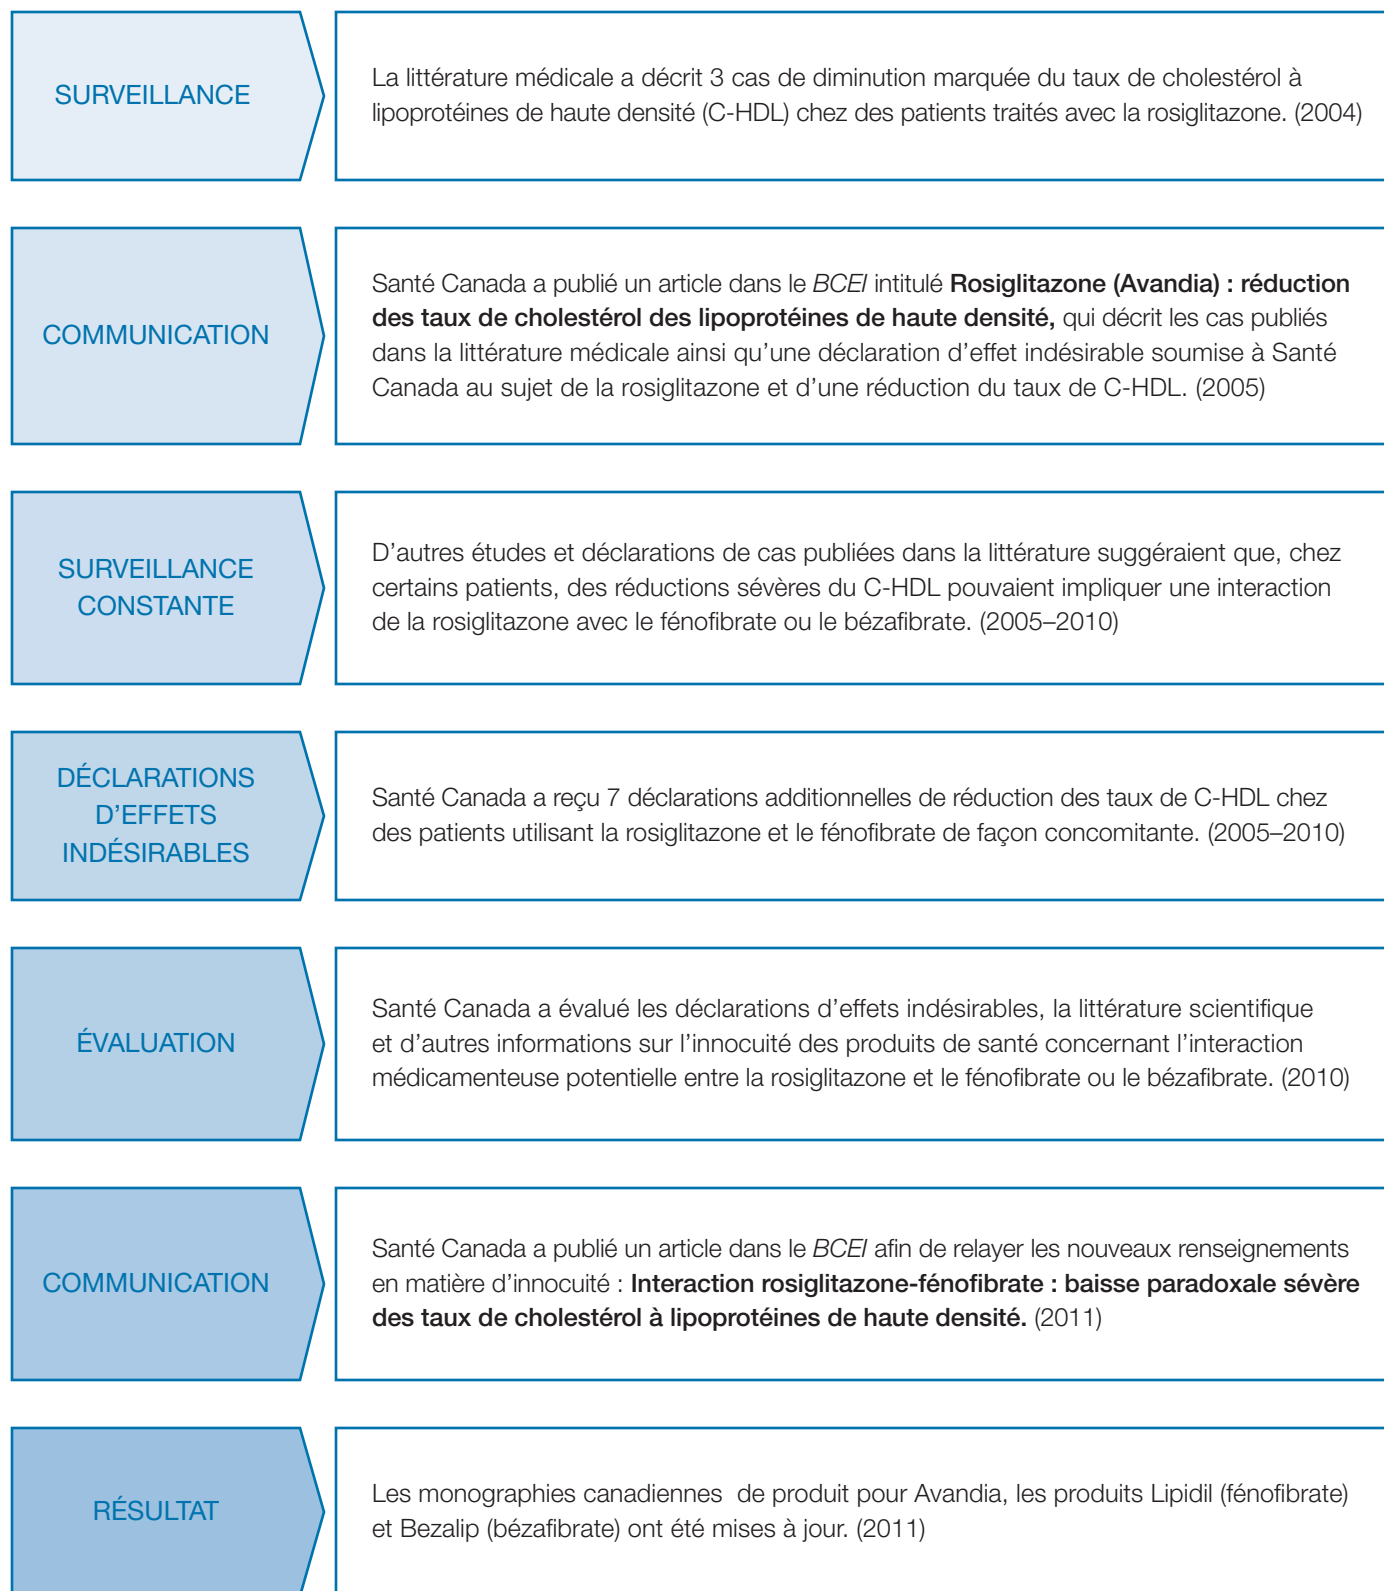 SURVEILLANCE
La littérature médicale a décrit 3 cas de diminution marquée du taux de cholestérol à
lipoprotéines de haute densité (C-HDL) chez des patients traités avec la rosiglitazone. (2004)
COMMUNICATION
Santé Canada a publié un article dans le BCEI intitulé Rosiglitazone (Avandia) : réduction
des taux de cholestérol des lipoprotéines de haute densité, qui décrit les cas publiés
dans la littérature médicale ainsi qu’une déclaration d’effet indésirable soumise à Santé
Canada au sujet de la rosiglitazone et d’une réduction du taux de C-HDL. (2005)
SURVEILLANCE
CONSTANTE
D’autres études et déclarations de cas publiées dans la littérature suggéraient que, chez
certains patients, des réductions sévères du C-HDL pouvaient impliquer une interaction
de la rosiglitazone avec le fénofibrate ou le bézafibrate. (2005–2010)
DÉCLARATIONS
D’EFFETS
INDÉSIRABLES
Santé Canada a reçu 7 déclarations additionnelles de réduction des taux de C-HDL chez
des patients utilisant la rosiglitazone et le fénofibrate de façon concomitante. (2005–2010)
ÉVALUATION
Santé Canada a évalué les déclarations d’effets indésirables, la littérature scientifique
et d’autres informations sur l’innocuité des produits de santé concernant l’interaction
médicamenteuse potentielle entre la rosiglitazone et le fénofibrate ou le bézafibrate. (2010)
COMMUNICATION
Santé Canada a publié un article dans le BCEI afin de relayer les nouveaux renseignements
en matière d’innocuité : Interaction rosiglitazone-fénofibrate : baisse paradoxale sévère
des taux de cholestérol à lipoprotéines de haute densité. (2011)
RÉSULTAT
Les monographies canadiennes de produit pour Avandia, les produits Lipidil (fénofibrate)
et Bezalip (bézafibrate) ont été mises à jour. (2011)